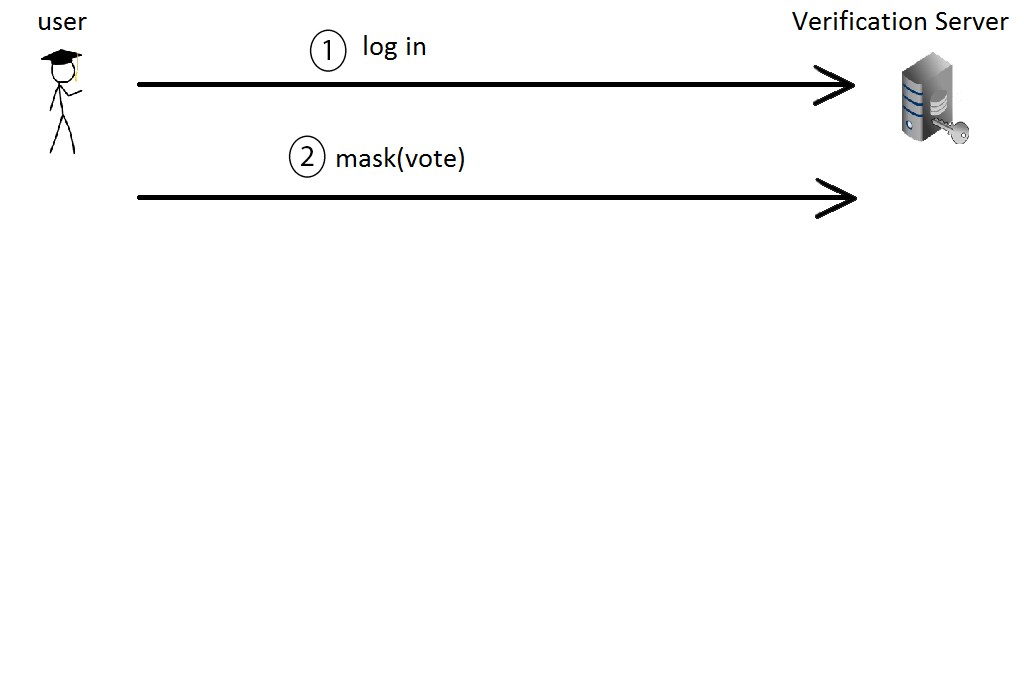 user
Verification Server
1 log in
2 mask(vote)